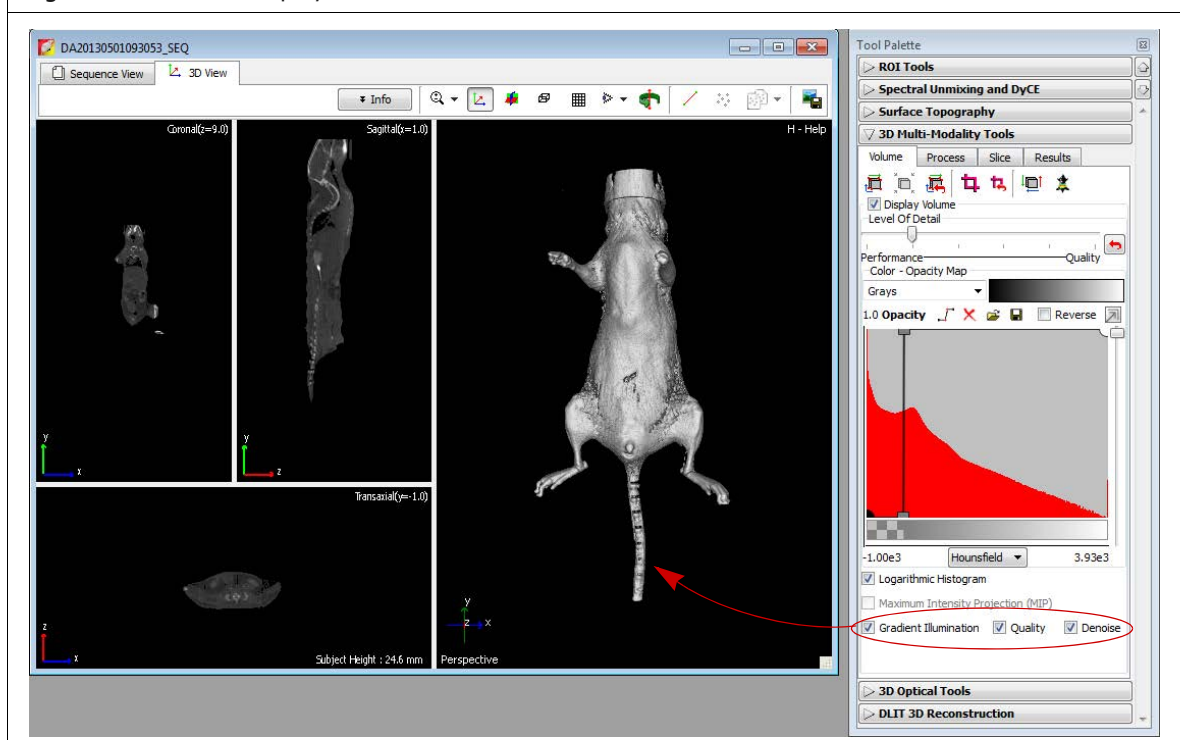 DA20130501093053_SEQ
Sequence View
3D View
Info
Coronal(z=9.0)
Sagittal(x=1.0)
H - Help
y
x
y
z
Transaxial(y=-1.0)
z
x
Subject Height : 24.6 mm
y
z
x
Perspective
Tool Palette
ROI Tools
Spectral Unmixing and DyCE
Surface Topography
3D Multi-Modality Tools
Volume Process Slice Results
Display Volume
Level Of Detail
Performance Quality
Color - Opacity Map
Grays
1.0 Opacity Reverse
-1.00e3 Hounsfield 3.93e3
Logarithmic Histogram
Maximum Intensity Projection (MIP)
Gradient Illumination Quality Denoise
3D Optical Tools
DLIT 3D Reconstruction